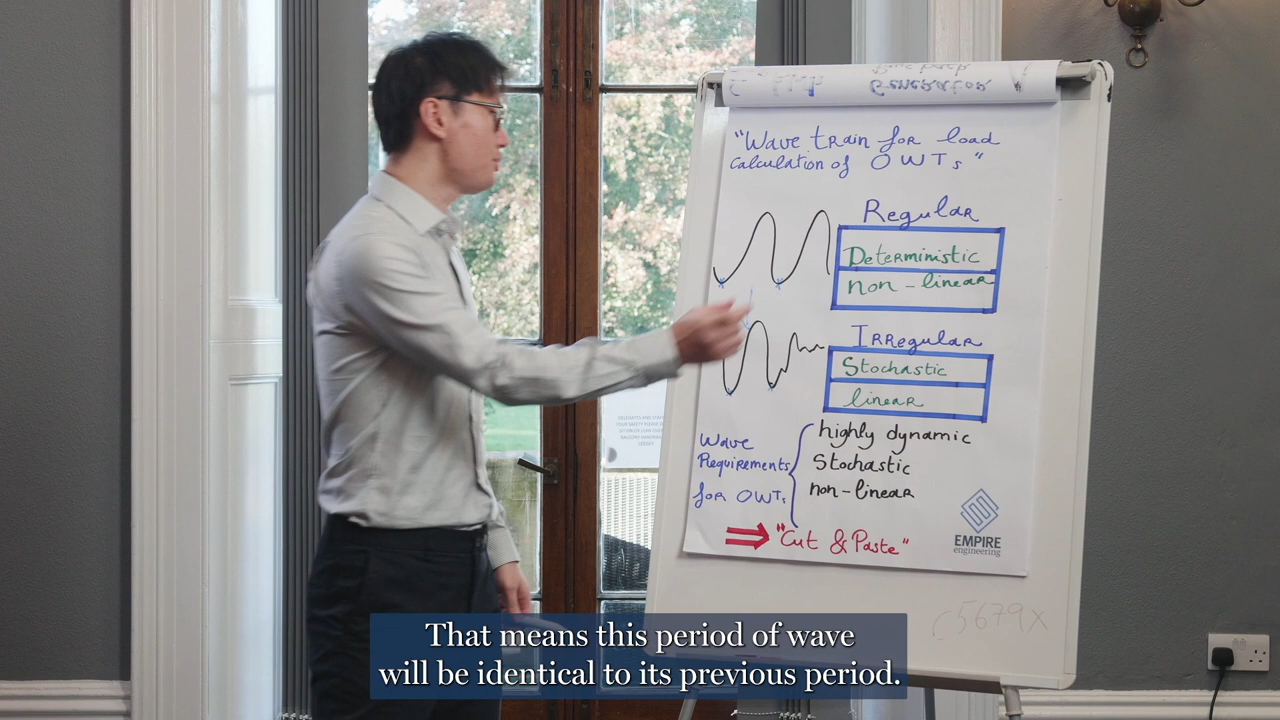 Generator
"Wave train for load
calculation of OWTs"
Regular
Deterministic
non-linear
Irregular
Stochastic
linear
Wave
Requirements
for OWTs
highly dynamic
Stochastic
non-linear
"Cut & Paste"
EMPIRE
engineering
C5679X
That means this period of wave
will be identical to its previous period.